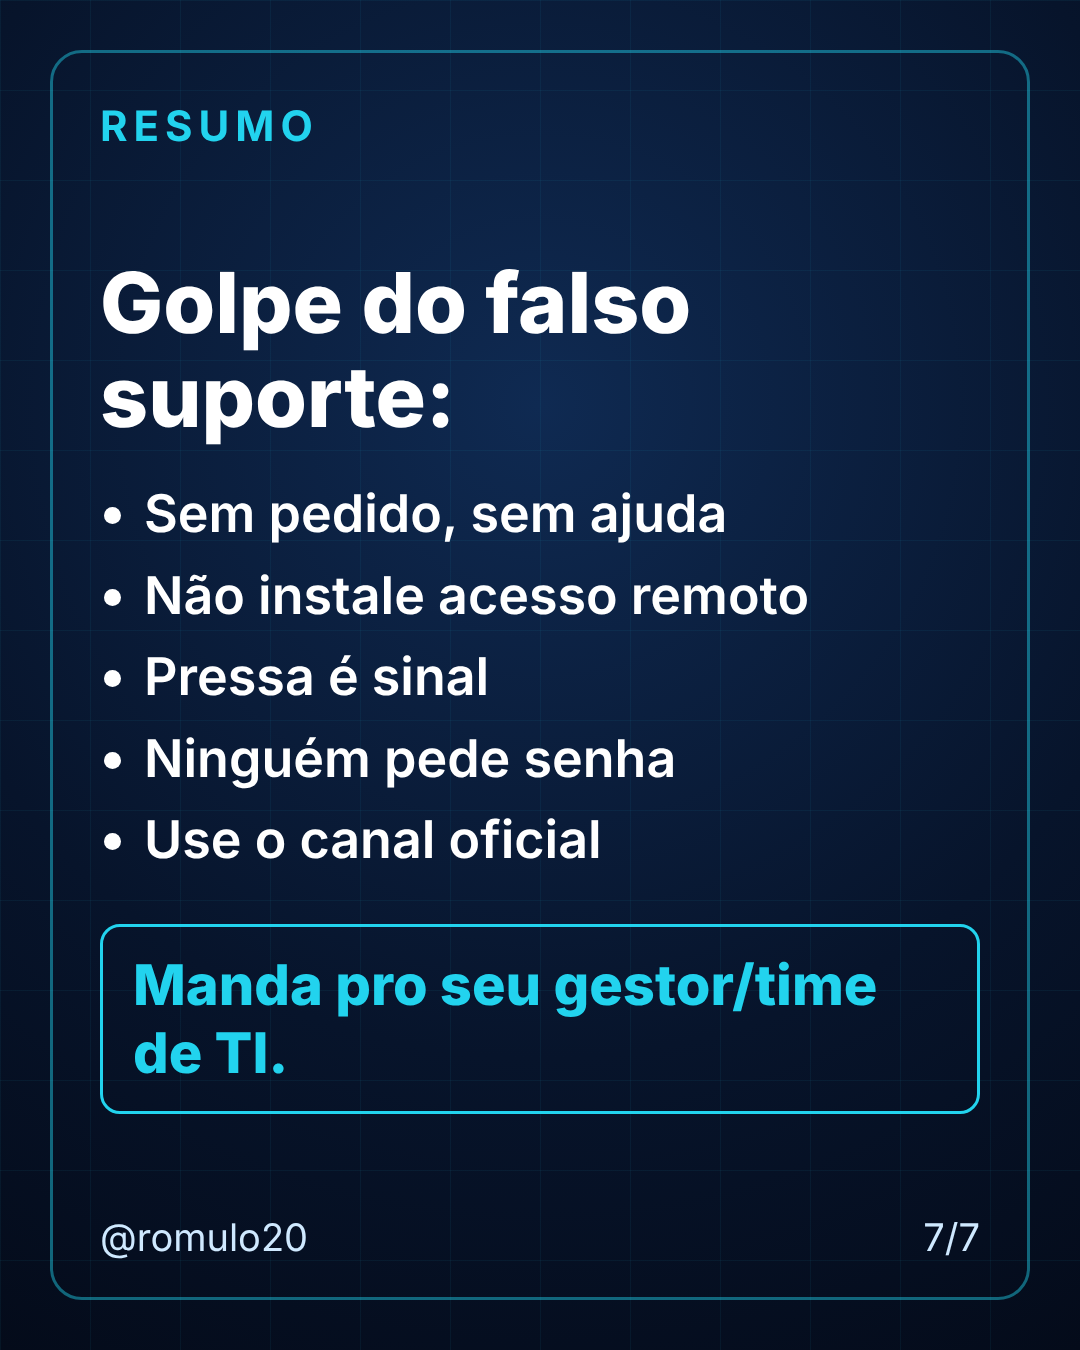 RESUMO
Golpe do falso
suporte:
• Sem pedido, sem ajuda
• Não instale acesso remoto
• Pressa é sinal
• Ninguém pede senha
• Use o canal oficial
Manda pro seu gestor/time
de TI.
@romulo20
7/7